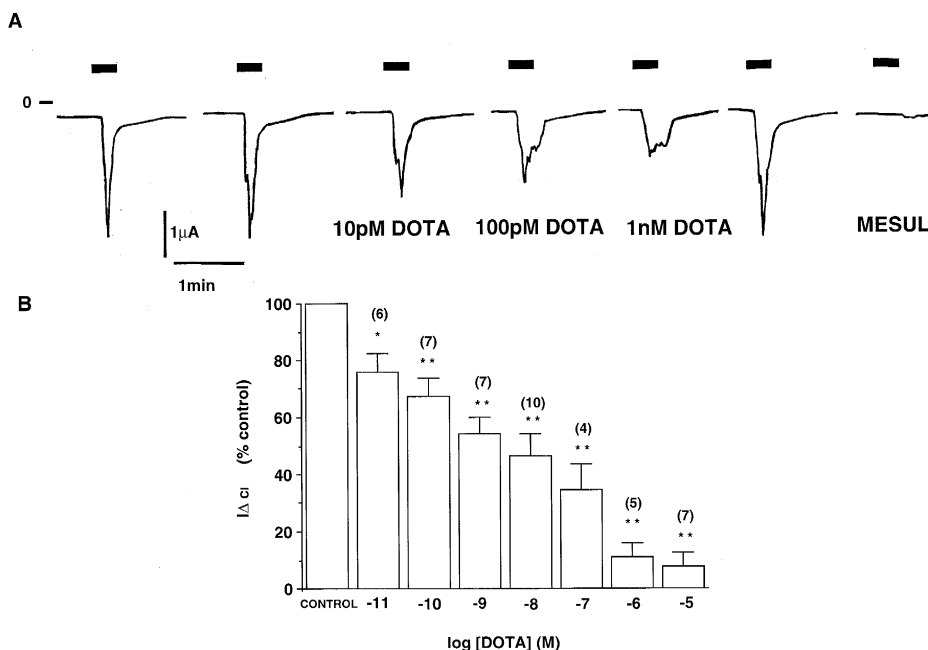 A
0
10pM DOTA 100pM DOTA 1nM DOTA MESUL
1μA
1min
B
100
80
60
40
20
0
I∆ Cl (% control)
(6)
*
(7)
**
(7)
**
(10)
**
(4)
**
(5)
**
(7)
**
CONTROL -11 -10 -9 -8 -7 -6 -5
log [DOTA] (M)